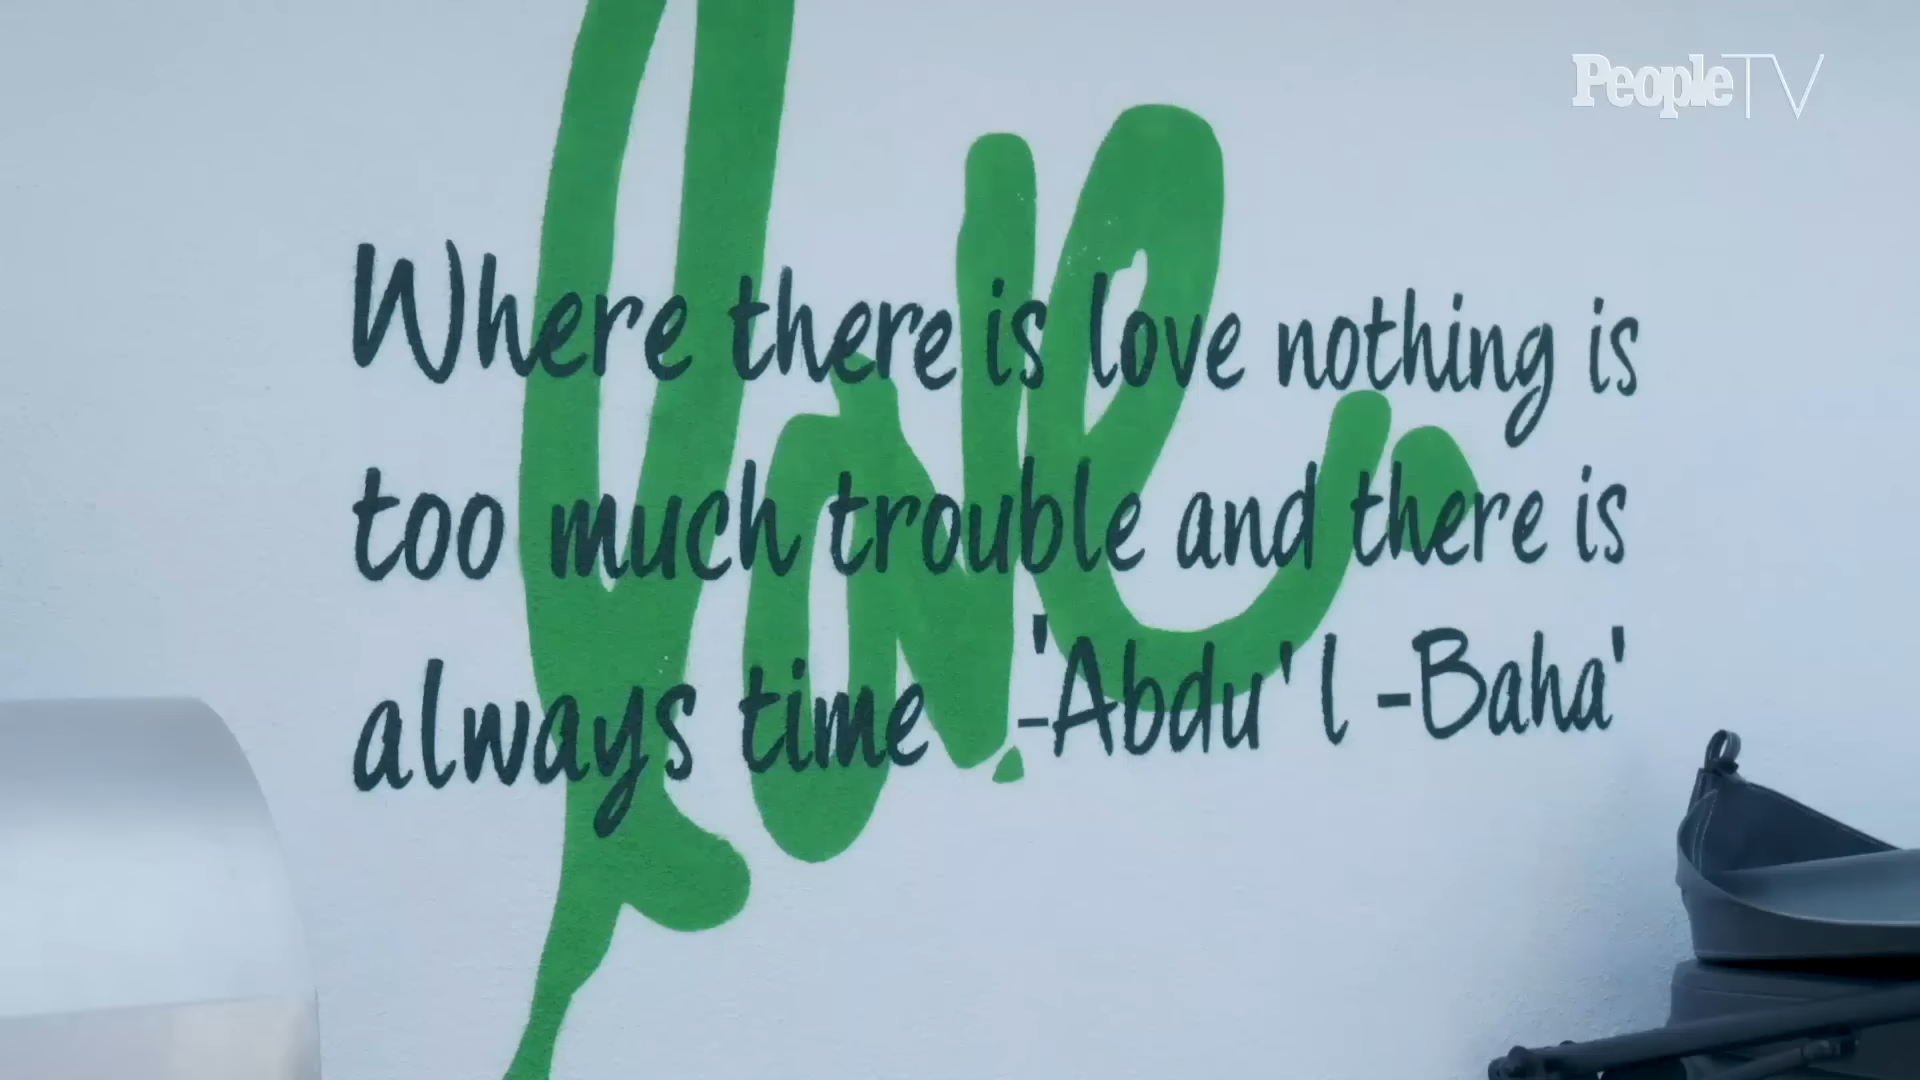 PeopleTV
love
Where there is love nothing is
too much trouble and there is
always time -'Abdu'l-Baha'